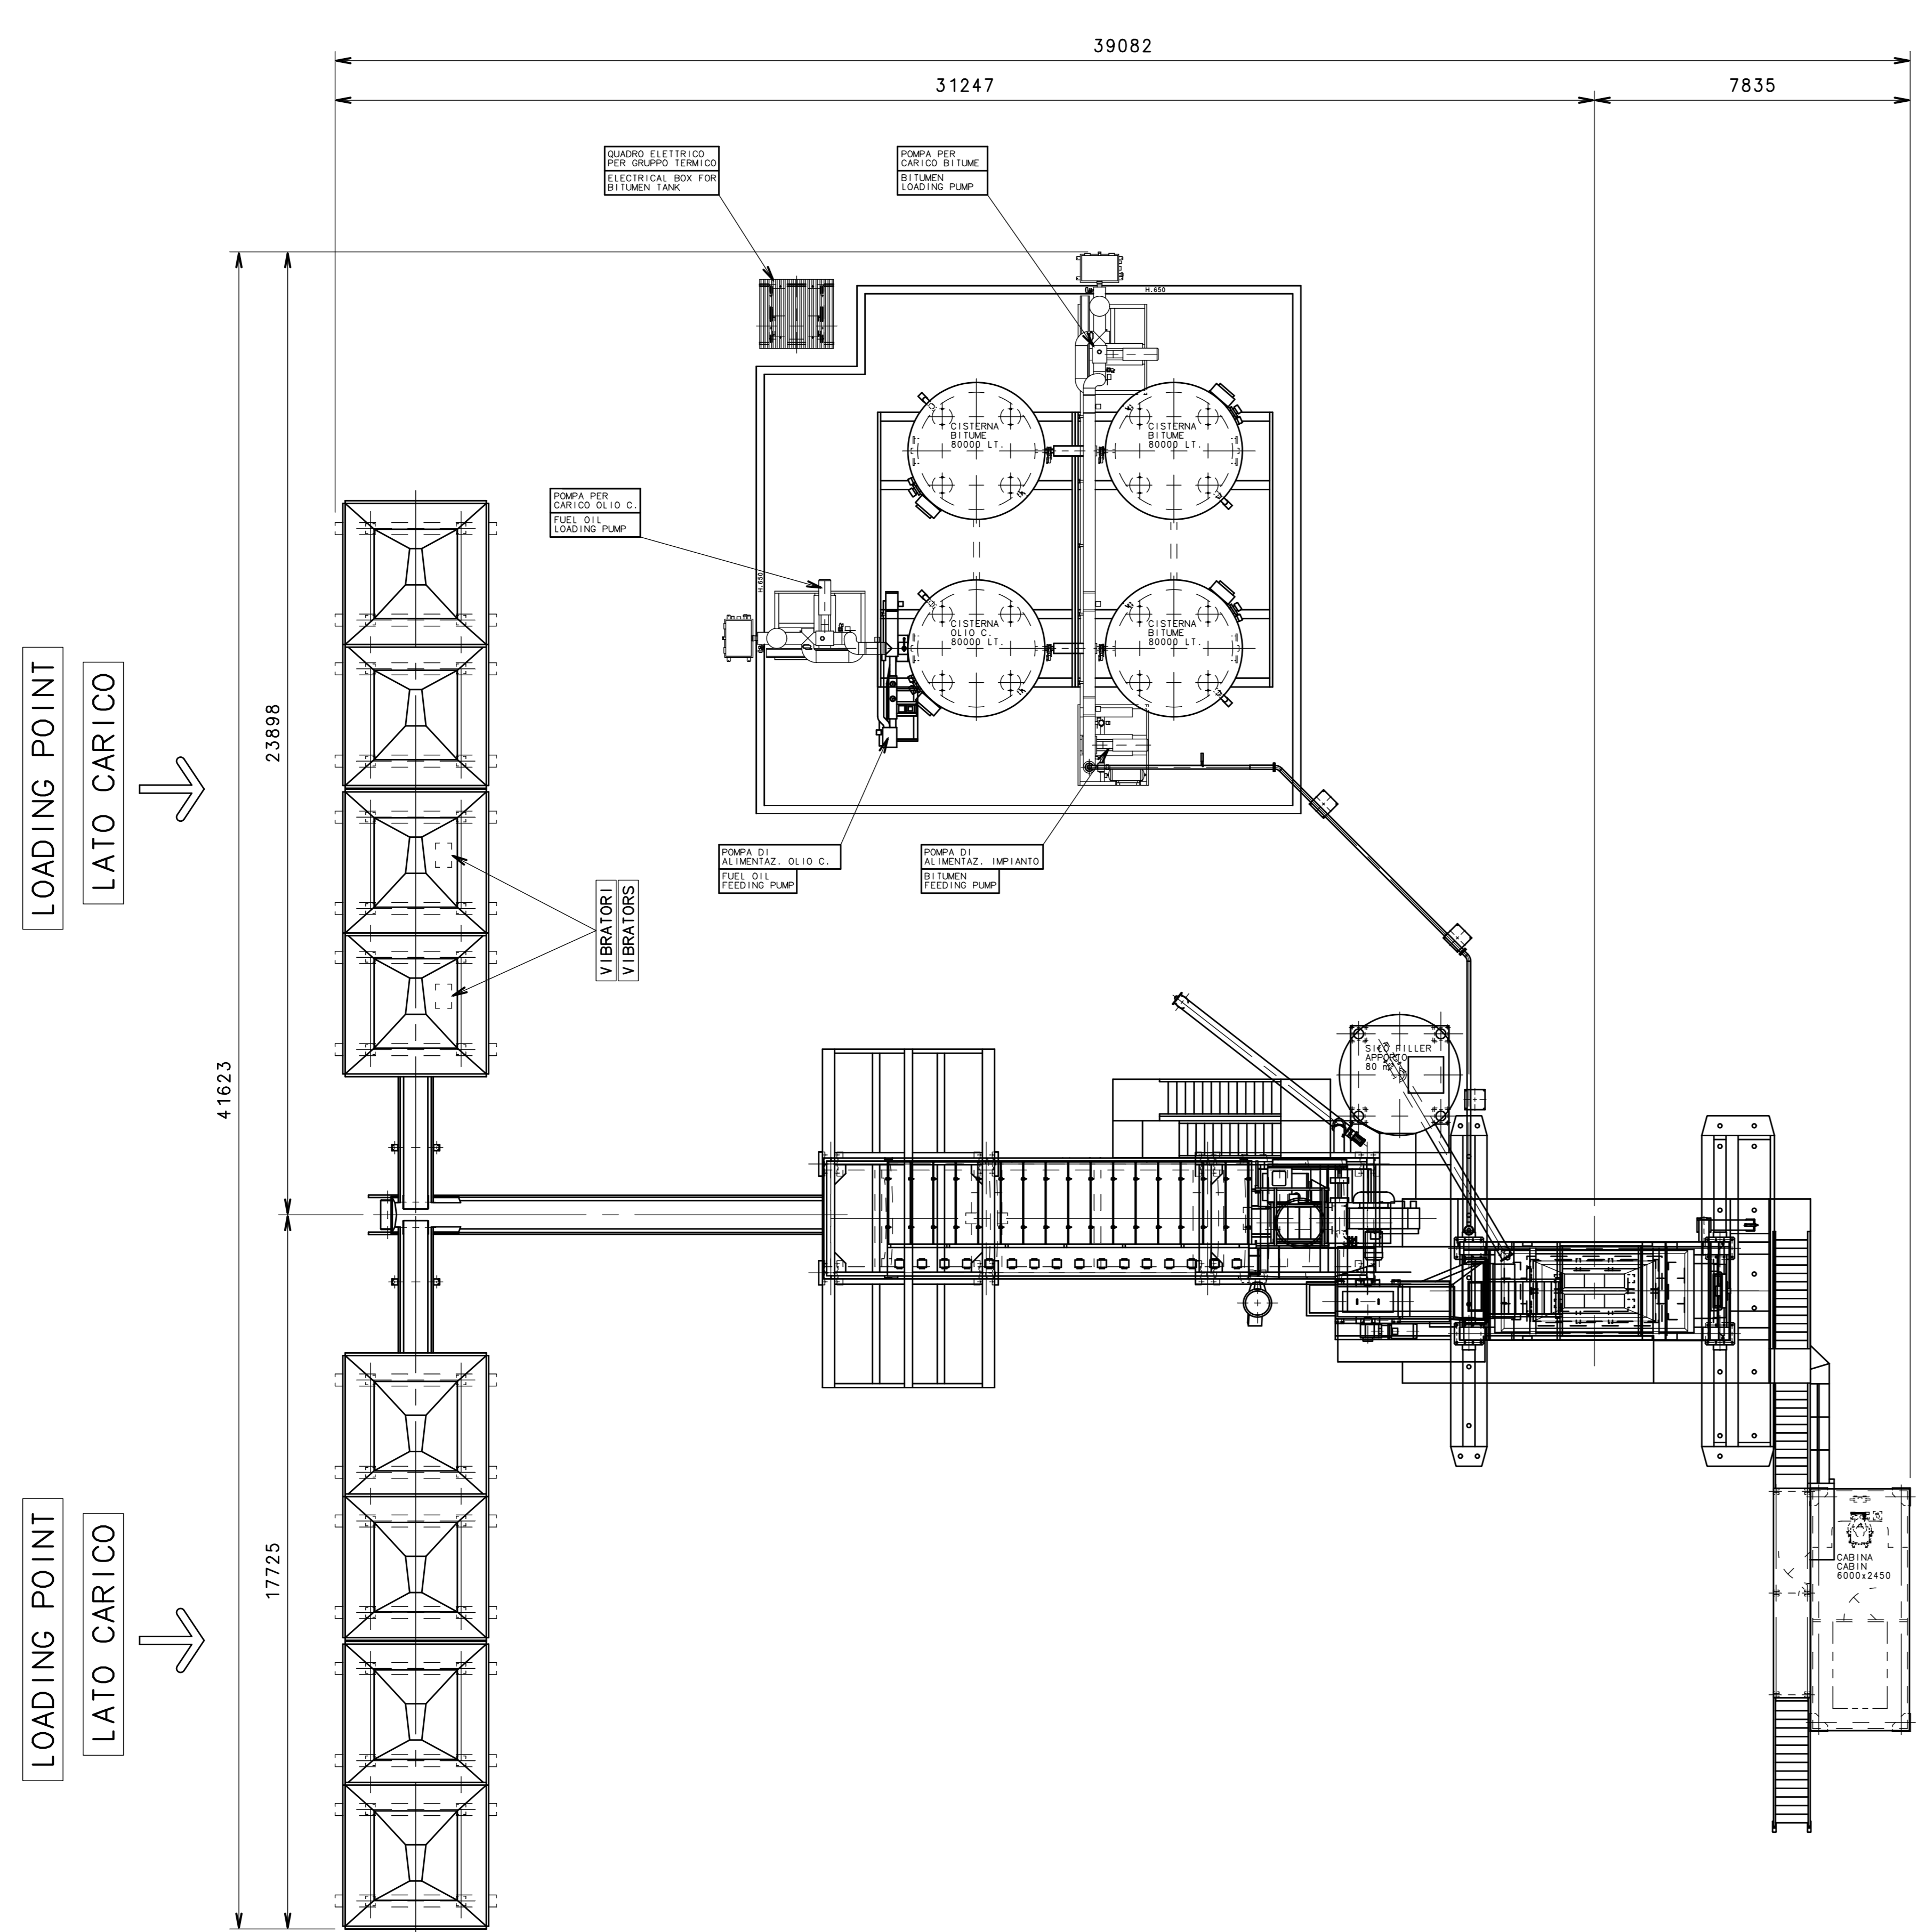 39082
31247
7835
QUADRO ELETTRICO
PER GRUPPO TERMICO
ELECTRICAL BOX FOR
BITUMEN TANK
POMPA PER
CARICO BITUME
BITUMEN
LOADING PUMP
H.650
CISTERNA
BITUME
80000 LT.
CISTERNA
BITUME
80000 LT.
POMPA PER
CARICO OLIO C.
FUEL OIL
LOADING PUMP
H.650
CISTERNA
OLIO C.
80000 LT.
CISTERNA
BITUME
80000 LT.
LOADING POINT
LATO CARICO
23898
41623
POMPA DI
ALIMENTAZ. OLIO C.
FUEL OIL
FEEDING PUMP
POMPA DI
ALIMENTAZ. IMPIANTO
BITUMEN
FEEDING PUMP
VIBRATORI
VIBRATORS
SILO FILLER
APPORTO
80 m³
LOADING POINT
LATO CARICO
17725
CABINA
CABIN
6000x2450